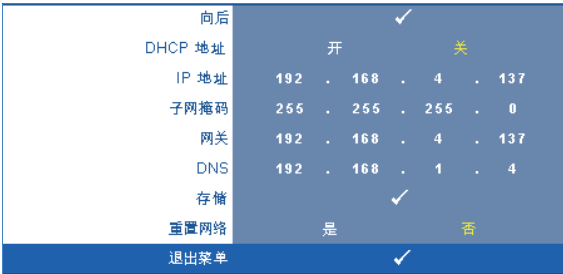 向后 ✓
DHCP 地址 开 关
IP 地址 192 . 168 . 4 . 137
子网掩码 255 . 255 . 255 . 0
网关 192 . 168 . 4 . 137
DNS 192 . 168 . 1 . 4
存储 ✓
重置网络 是 否
退出菜单 ✓